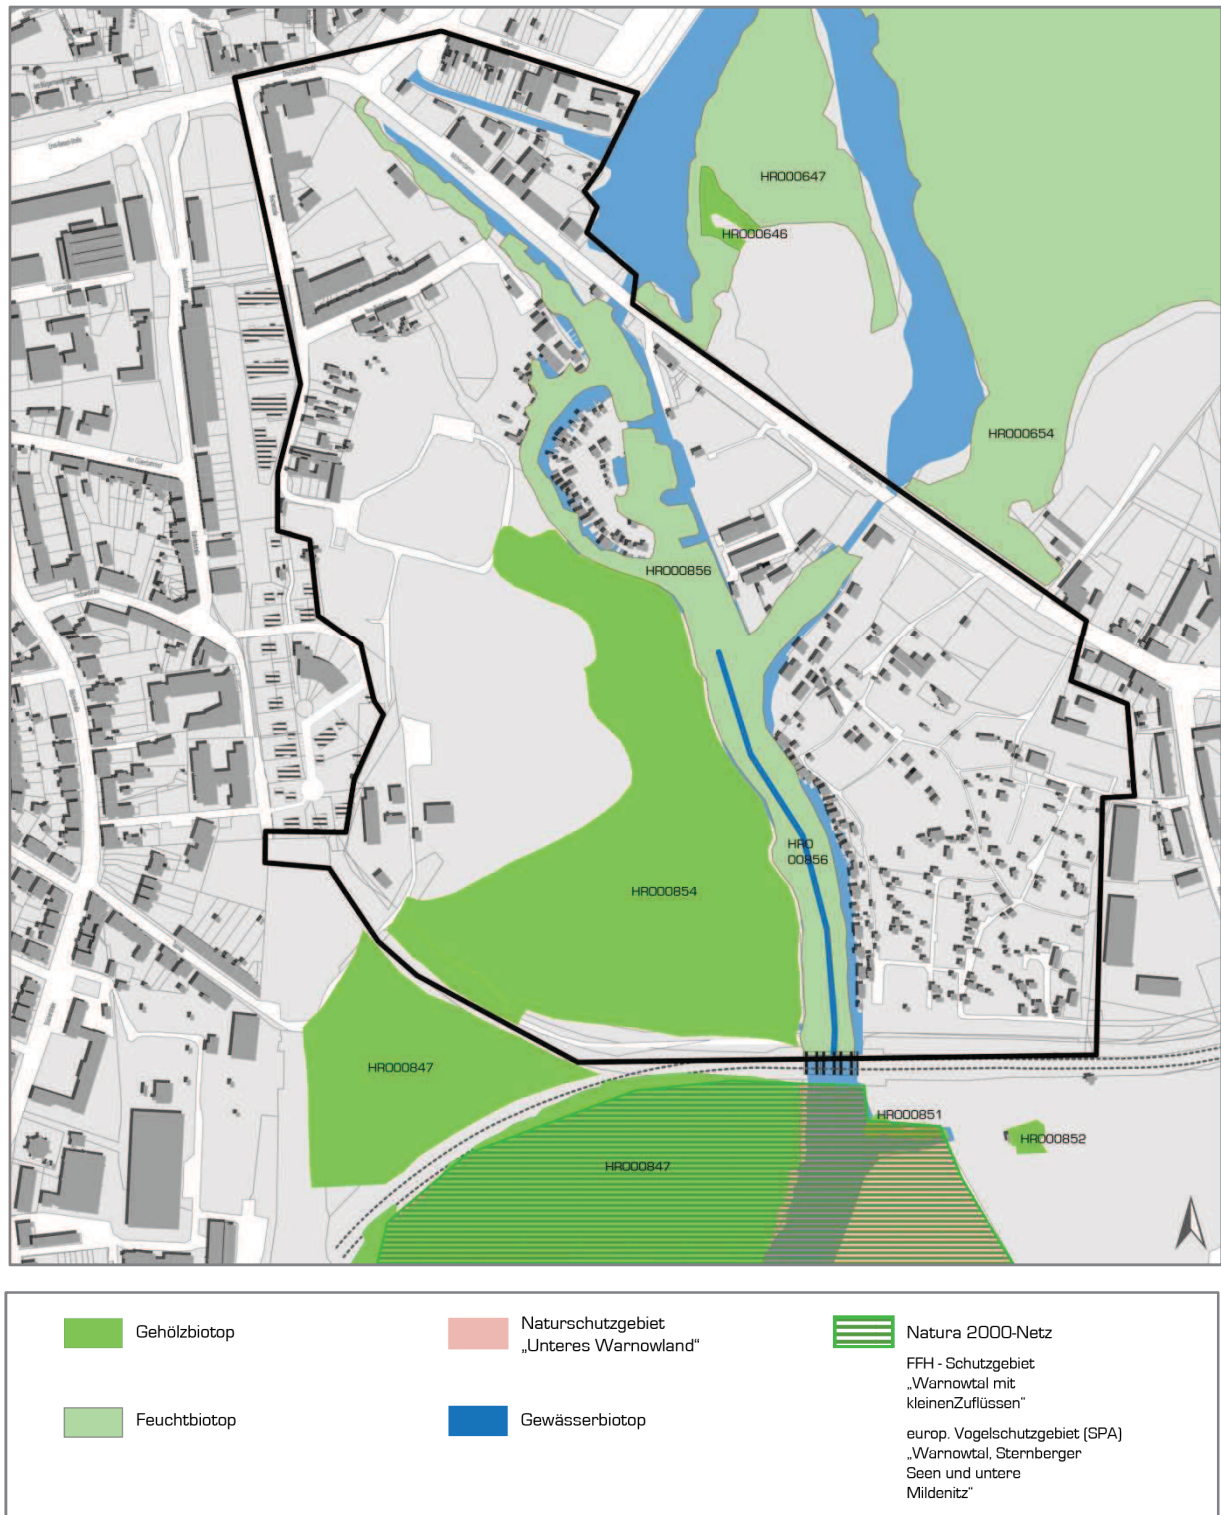 HRO00647
HRO00646
HRO00654
HRO00856
HRO
00856
HRO00854
HRO00847
HRO00851
HRO00852
HRO00847
Gehölzbiotop
Feuchtbiotop
Naturschutzgebiet
„Unteres Warnowland“
Gewässerbiotop
Natura 2000-Netz
FFH - Schutzgebiet
„Warnowtal mit
kleinenZuflüssen“
europ. Vogelschutzgebiet (SPA)
„Warnowtal, Sternberger
Seen und untere
Mildenitz“